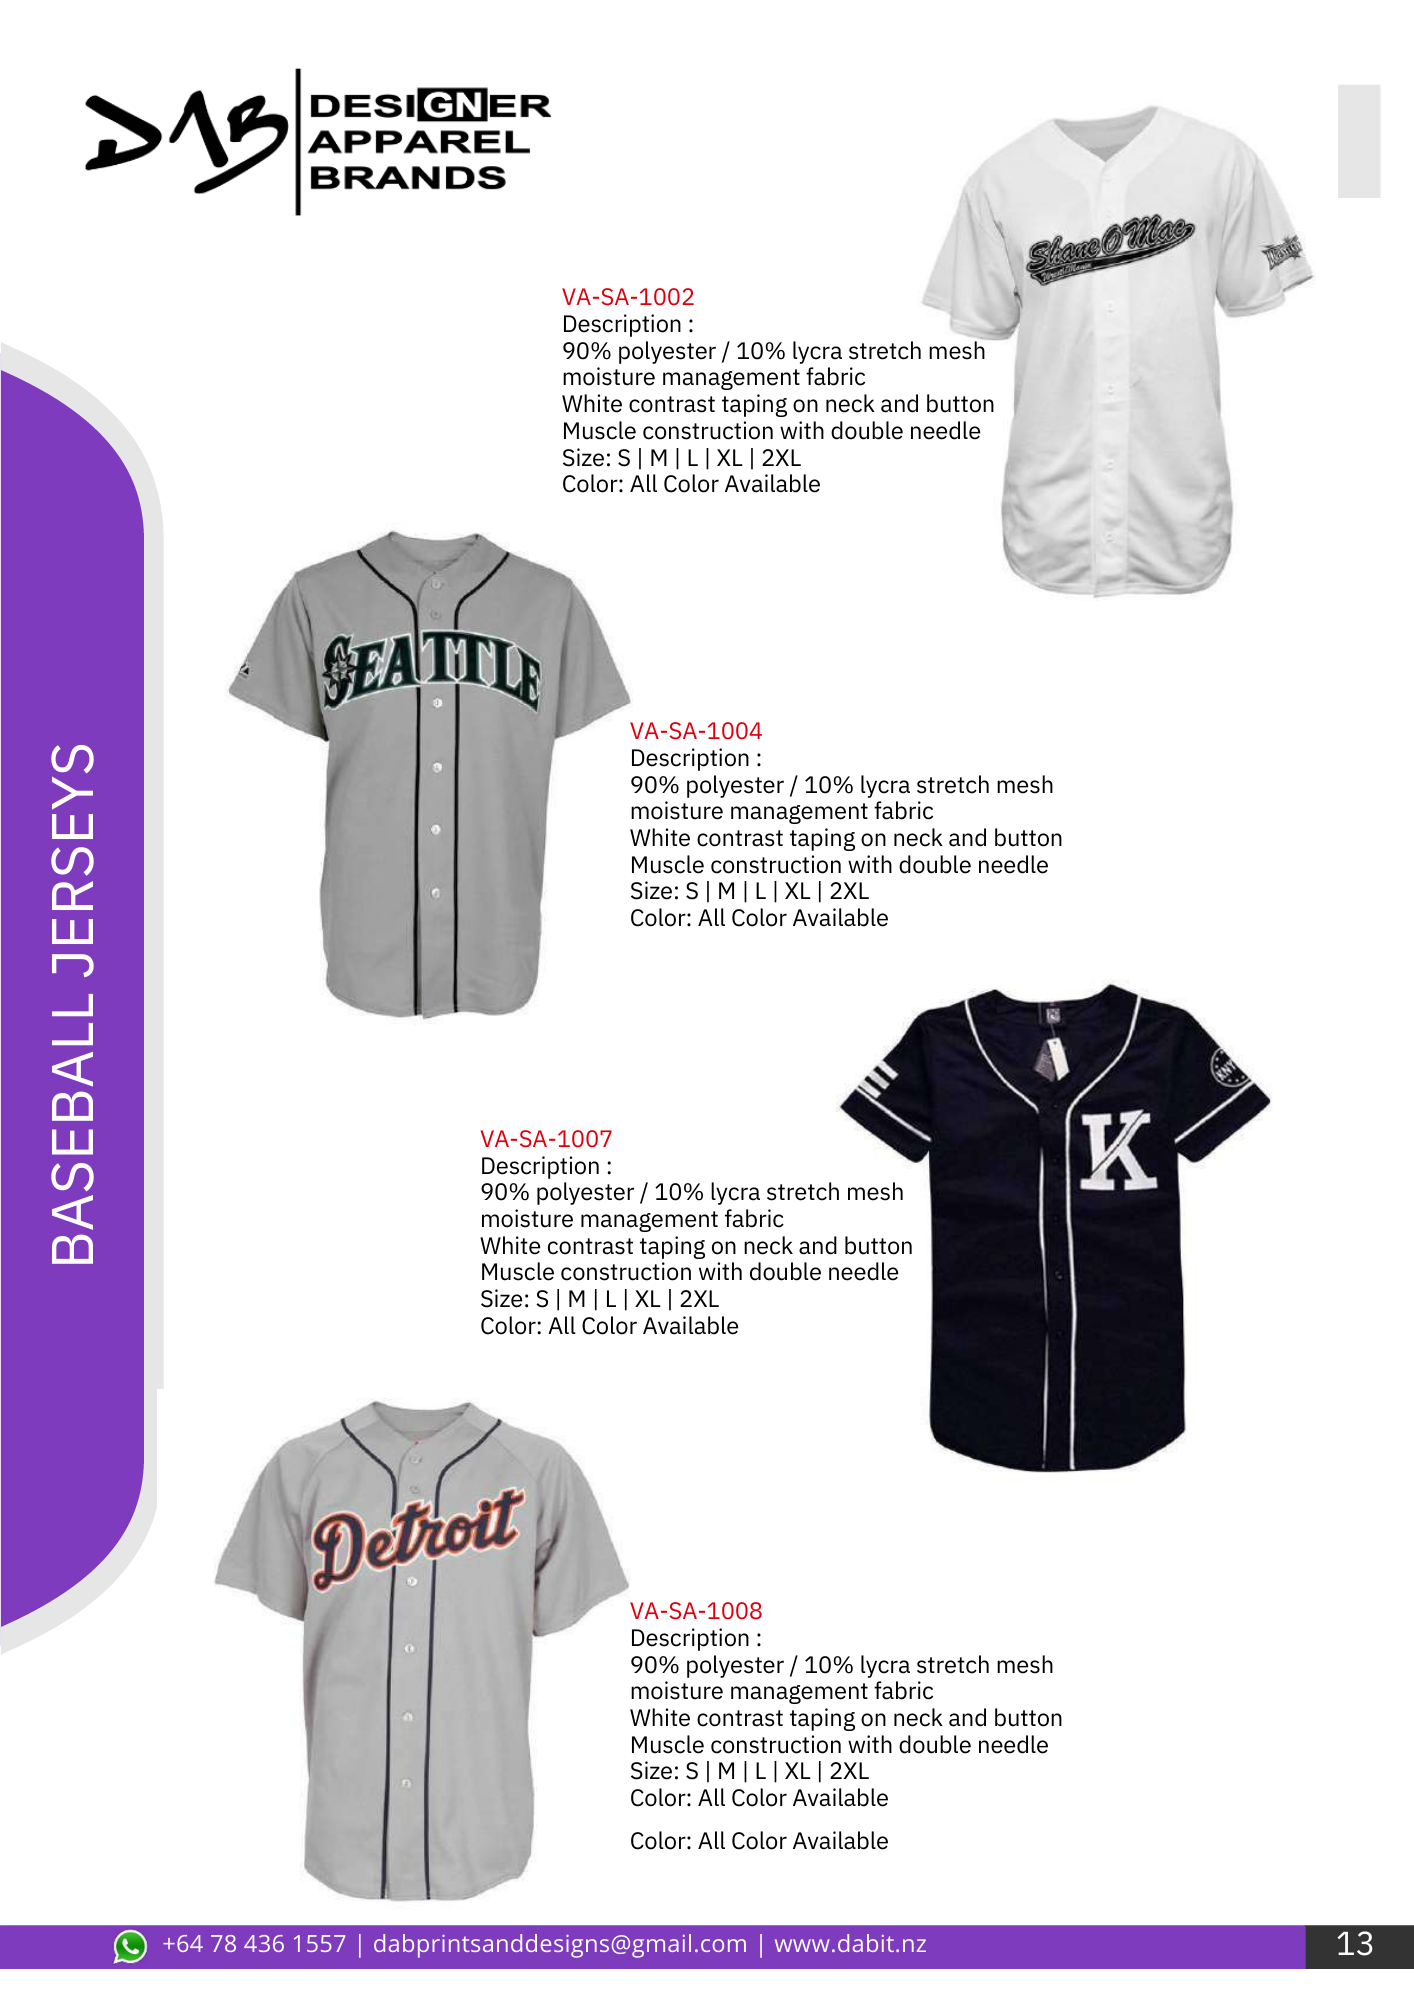 DAB
DESIGNER
APPAREL
BRANDS
Shane O Mac
WrestleMania
VA-SA-1002
Description :
90% polyester / 10% lycra stretch mesh
moisture management fabric
White contrast taping on neck and button
Muscle construction with double needle
Size: S | M | L | XL | 2XL
Color: All Color Available
SEATTLE
VA-SA-1004
Description :
90% polyester / 10% lycra stretch mesh
moisture management fabric
White contrast taping on neck and button
Muscle construction with double needle
Size: S | M | L | XL | 2XL
Color: All Color Available
BASEBALL JERSEYS
K
VA-SA-1007
Description :
90% polyester / 10% lycra stretch mesh
moisture management fabric
White contrast taping on neck and button
Muscle construction with double needle
Size: S | M | L | XL | 2XL
Color: All Color Available
Detroit
VA-SA-1008
Description :
90% polyester / 10% lycra stretch mesh
moisture management fabric
White contrast taping on neck and button
Muscle construction with double needle
Size: S | M | L | XL | 2XL
Color: All Color Available
Color: All Color Available
+64 78 436 1557 | dabprintsanddesigns@gmail.com | www.dabit.nz
13